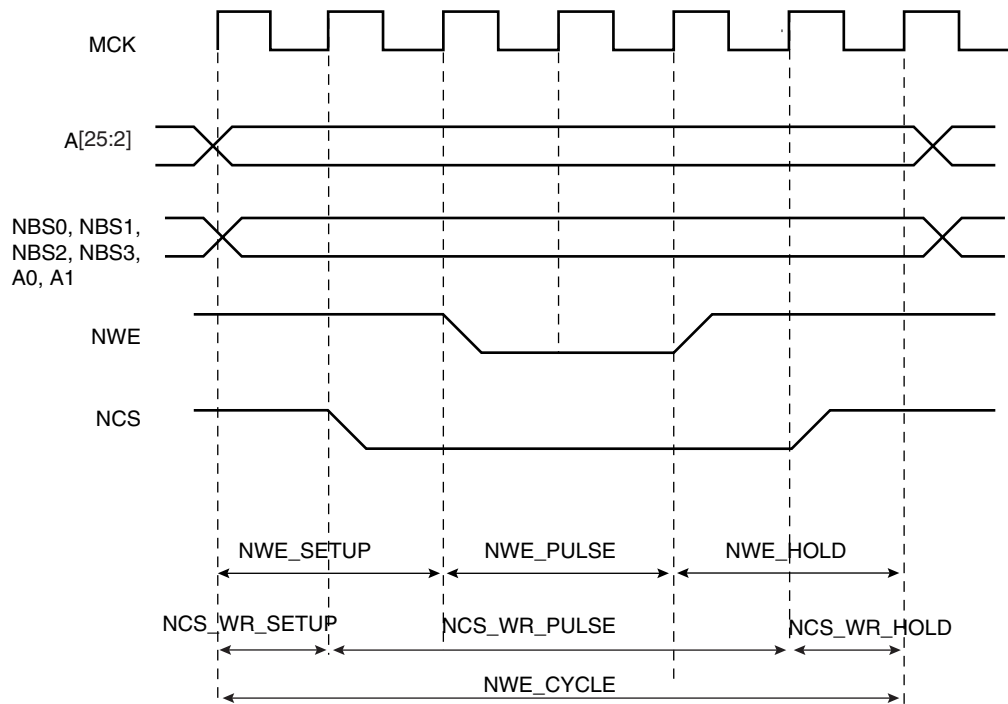 MCK
A[25:2]
NBS0, NBS1,
NBS2, NBS3,
A0, A1
NWE
NCS
NWE_SETUP NWE_PULSE NWE_HOLD
NCS_WR_SETUP NCS_WR_PULSE NCS_WR_HOLD
NWE_CYCLE